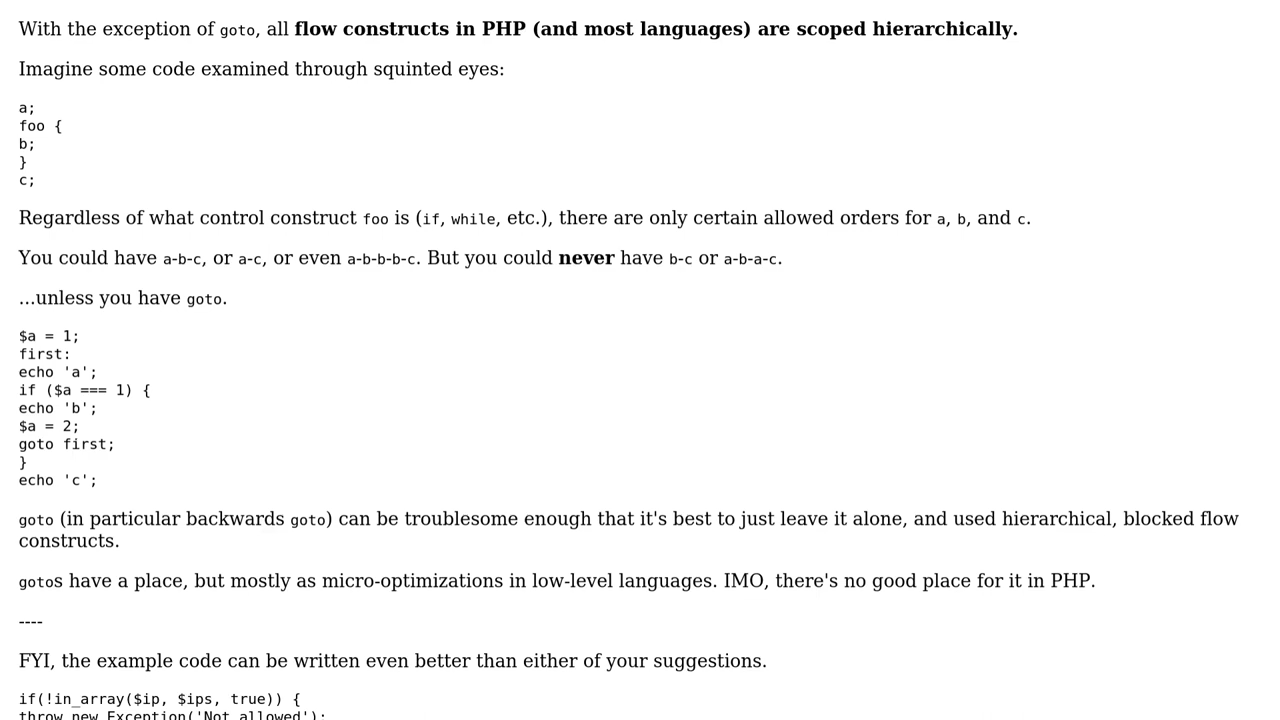 With the exception of goto, all flow constructs in PHP (and most languages) are scoped hierarchically.
Imagine some code examined through squinted eyes:
a;
foo {
b;
}
c;
Regardless of what control construct foo is (if, while, etc.), there are only certain allowed orders for a, b, and c.
You could have a-b-c, or a-c, or even a-b-b-b-c. But you could never have b-c or a-b-a-c.
...unless you have goto.
$a = 1;
first:
echo 'a';
if ($a === 1) {
echo 'b';
$a = 2;
goto first;
}
echo 'c';
goto (in particular backwards goto) can be troublesome enough that it's best to just leave it alone, and used hierarchical, blocked flow
constructs.
gotos have a place, but mostly as micro-optimizations in low-level languages. IMO, there's no good place for it in PHP.
----
FYI, the example code can be written even better than either of your suggestions.
if(!in_array($ip, $ips, true)) {
throw new Exception('Not allowed');